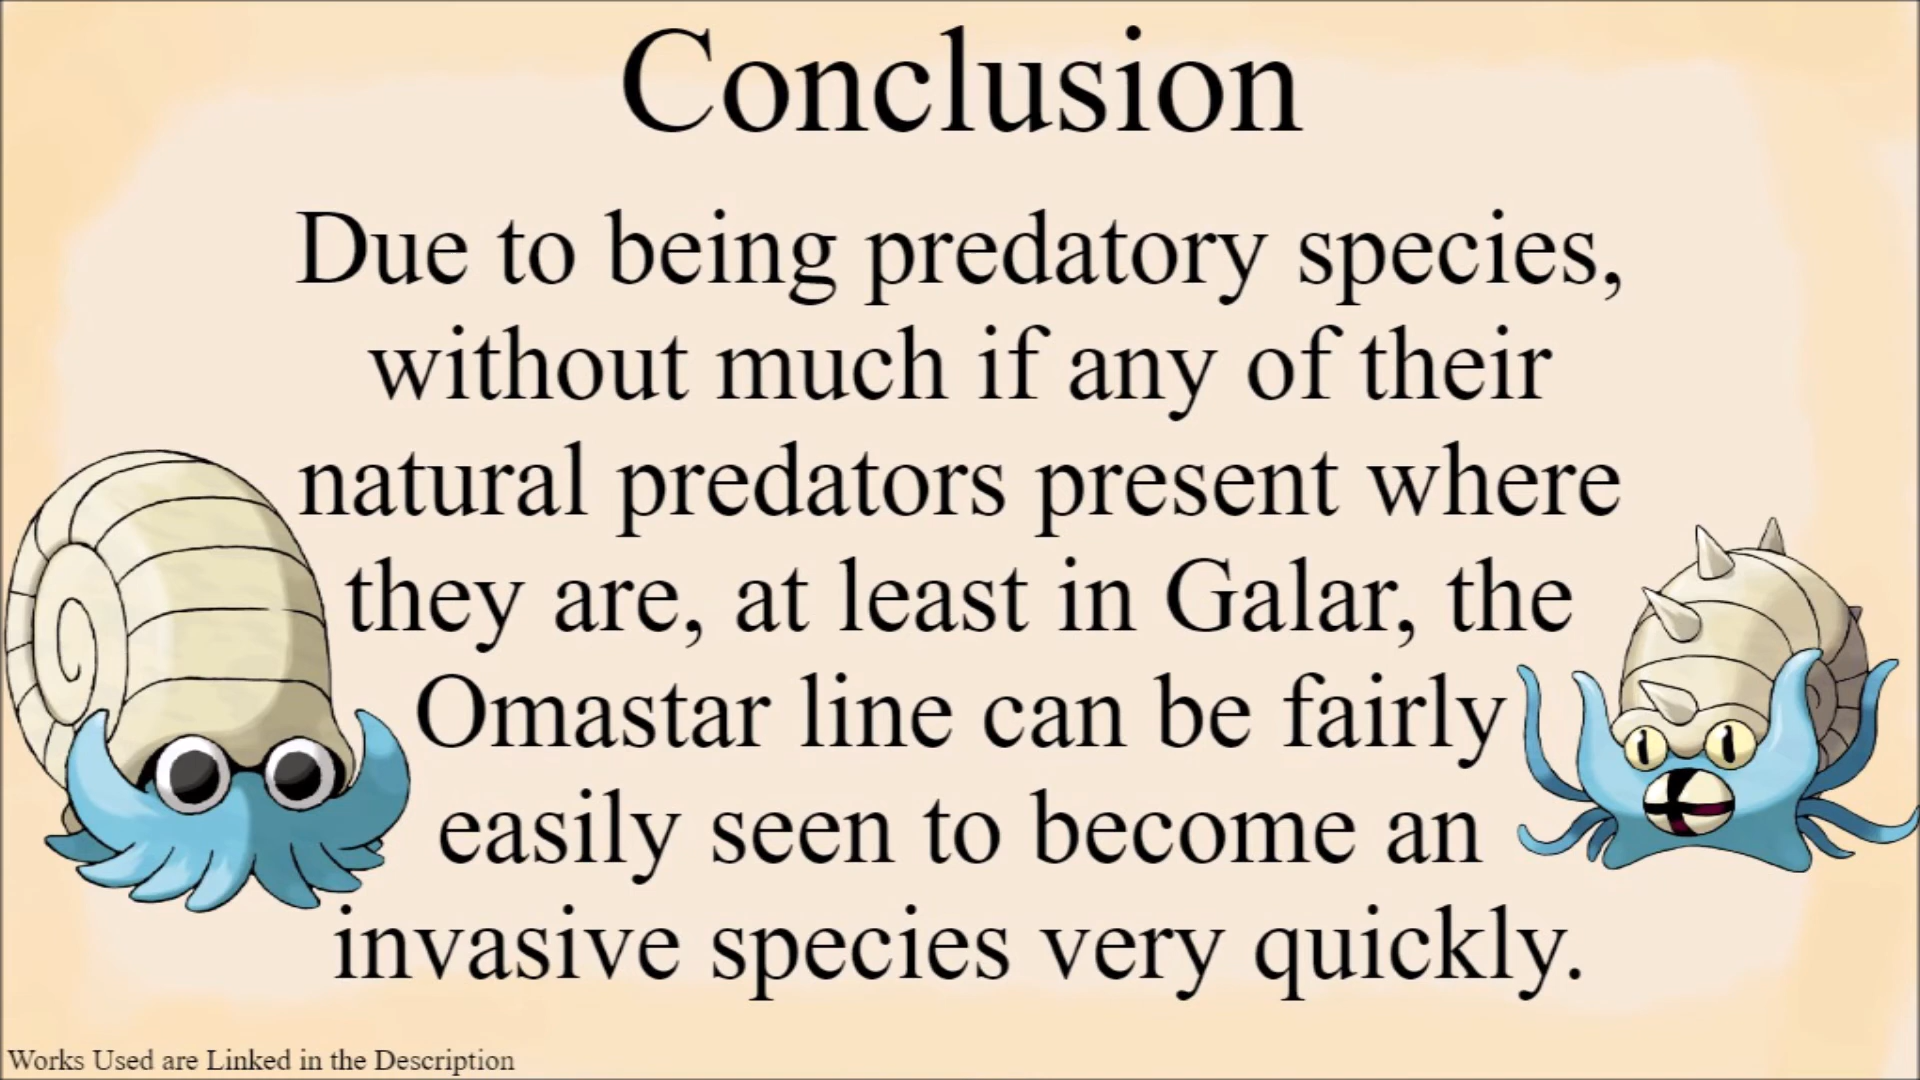 Conclusion
Due to being predatory species,
without much if any of their
natural predators present where
they are, at least in Galar, the
Omastar line can be fairly
easily seen to become an
invasive species very quickly.
Works Used are Linked in the Description